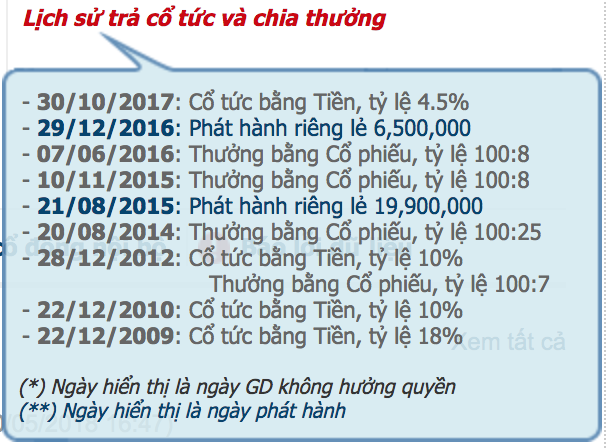 Lịch sử trả cổ tức và chia thưởng
- 30/10/2017: Cổ tức bằng Tiền, tỷ lệ 4.5%
- 29/12/2016: Phát hành riêng lẻ 6,500,000
- 07/06/2016: Thưởng bằng Cổ phiếu, tỷ lệ 100:8
- 10/11/2015: Thưởng bằng Cổ phiếu, tỷ lệ 100:8
- 21/08/2015: Phát hành riêng lẻ 19,900,000
- 20/08/2014: Thưởng bằng Cổ phiếu, tỷ lệ 100:25
- 28/12/2012: Cổ tức bằng Tiền, tỷ lệ 10%
Thưởng bằng Cổ phiếu, tỷ lệ 100:7
- 22/12/2010: Cổ tức bằng Tiền, tỷ lệ 10%
- 22/12/2009: Cổ tức bằng Tiền, tỷ lệ 18%
Xem tất cả
(*) Ngày hiển thị là ngày GD không hưởng quyền
(**) Ngày hiển thị là ngày phát hành
/05/2018 16:47)